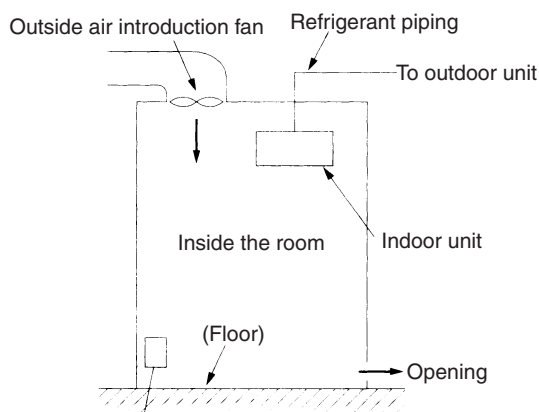 Outside air introduction fan
Refrigerant piping
To outdoor unit
Inside the room
Indoor unit
(Floor)
Opening